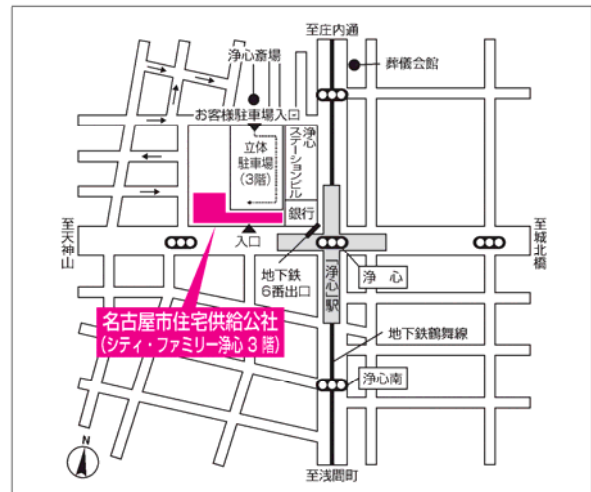 至庄内通
浄心斎場
葬儀会館
お客様駐車場入口
立体
駐車場
（3階）
浄心
ステーションビル
銀行
至天神山
入口
地下鉄
6番出口
「浄心」駅
浄　心
至城北橋
名古屋市住宅供給公社
（シティ・ファミリー浄心 3 階）
地下鉄鶴舞線
浄心南
N
至浅間町